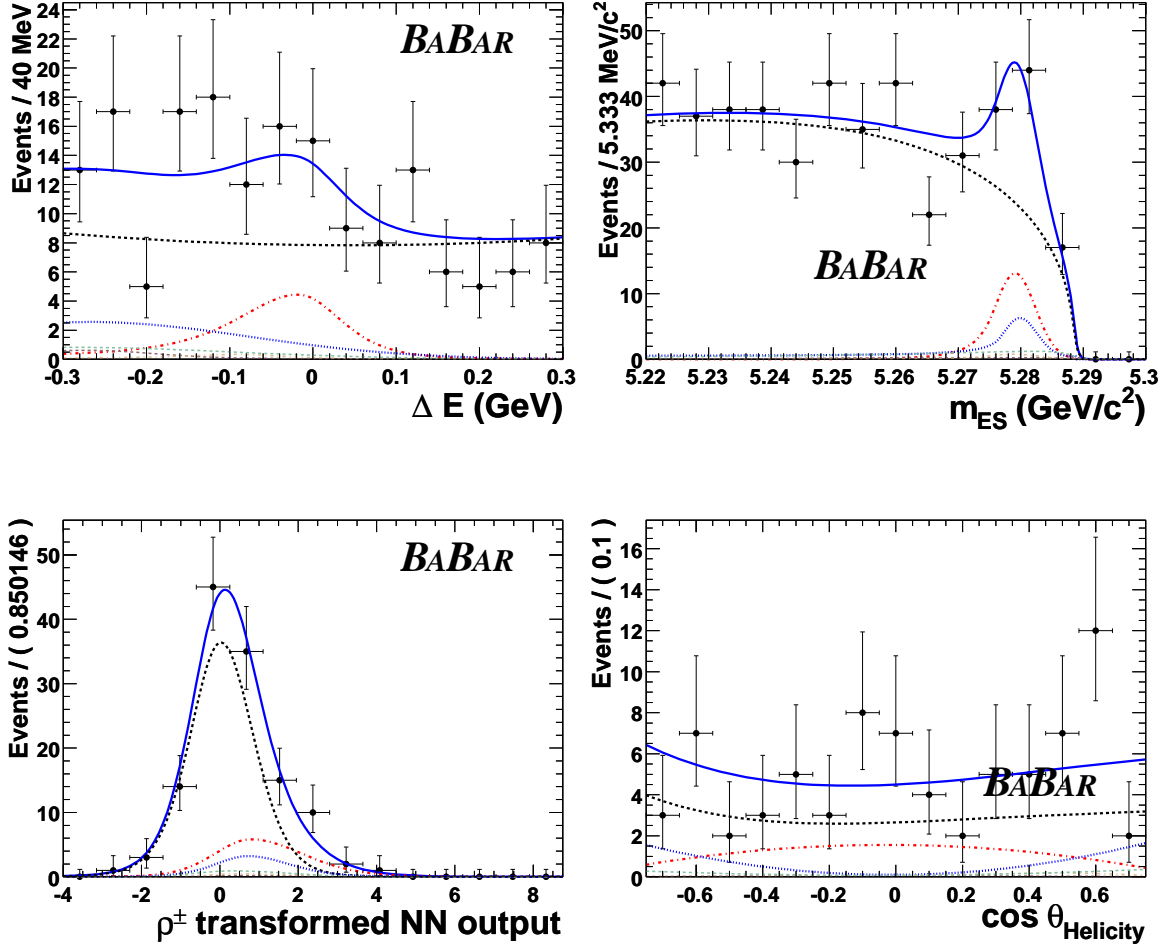 24
22
20
18
16
14
12
10
8
6
4
2
0
Events / 40 MeV
BABAR
-0.3 -0.2 -0.1 0 0.1 0.2 0.3
Δ E (GeV)
50
40
30
20
10
0
Events / 5.333 MeV/c²
BABAR
5.22 5.23 5.24 5.25 5.26 5.27 5.28 5.29 5.3
m_ES (GeV/c²)
50
40
30
20
10
0
Events / ( 0.850146 )
BABAR
-4 -2 0 2 4 6 8
ρ± transformed NN output
16
14
12
10
8
6
4
2
0
Events / ( 0.1 )
BABAR
-0.6 -0.4 -0.2 0 0.2 0.4 0.6
cos θ_Helicity